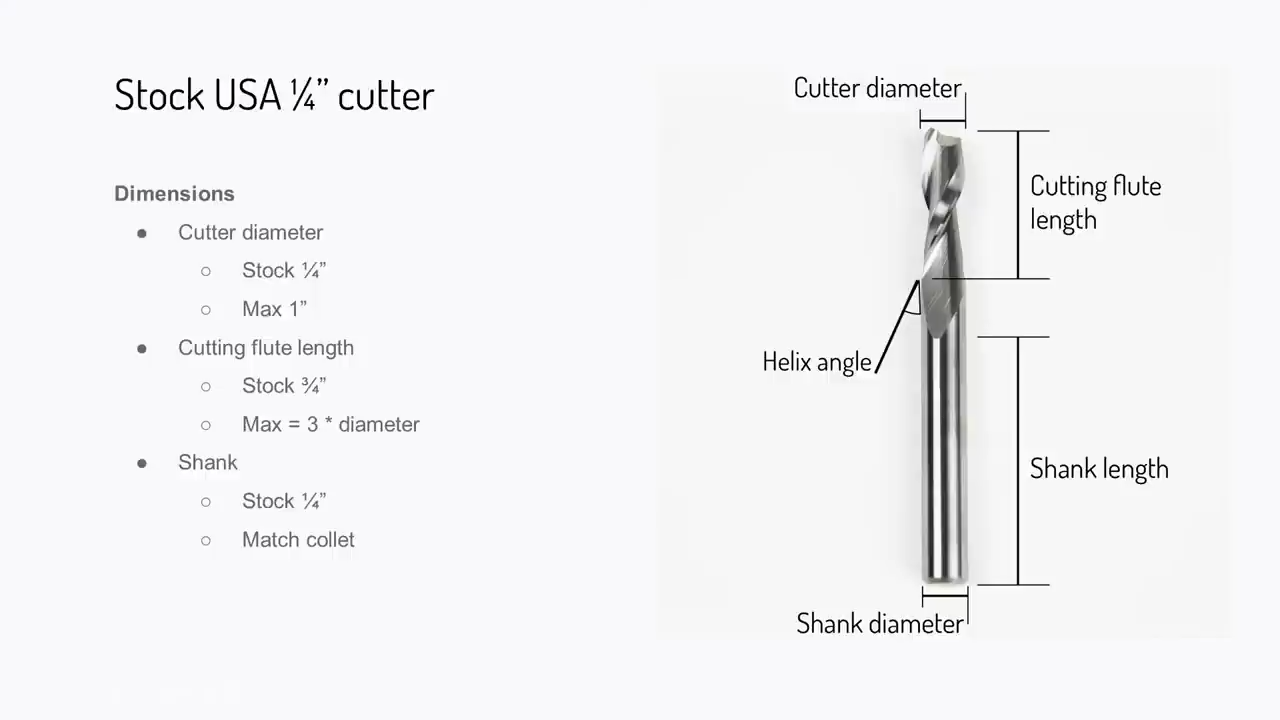 Stock USA ¼” cutter
Dimensions
● Cutter diameter
○ Stock ¼”
○ Max 1”
● Cutting flute length
○ Stock ¾”
○ Max = 3 * diameter
● Shank
○ Stock ¼”
○ Match collet
Cutter diameter
Cutting flute
length
Helix angle
Shank length
Shank diameter